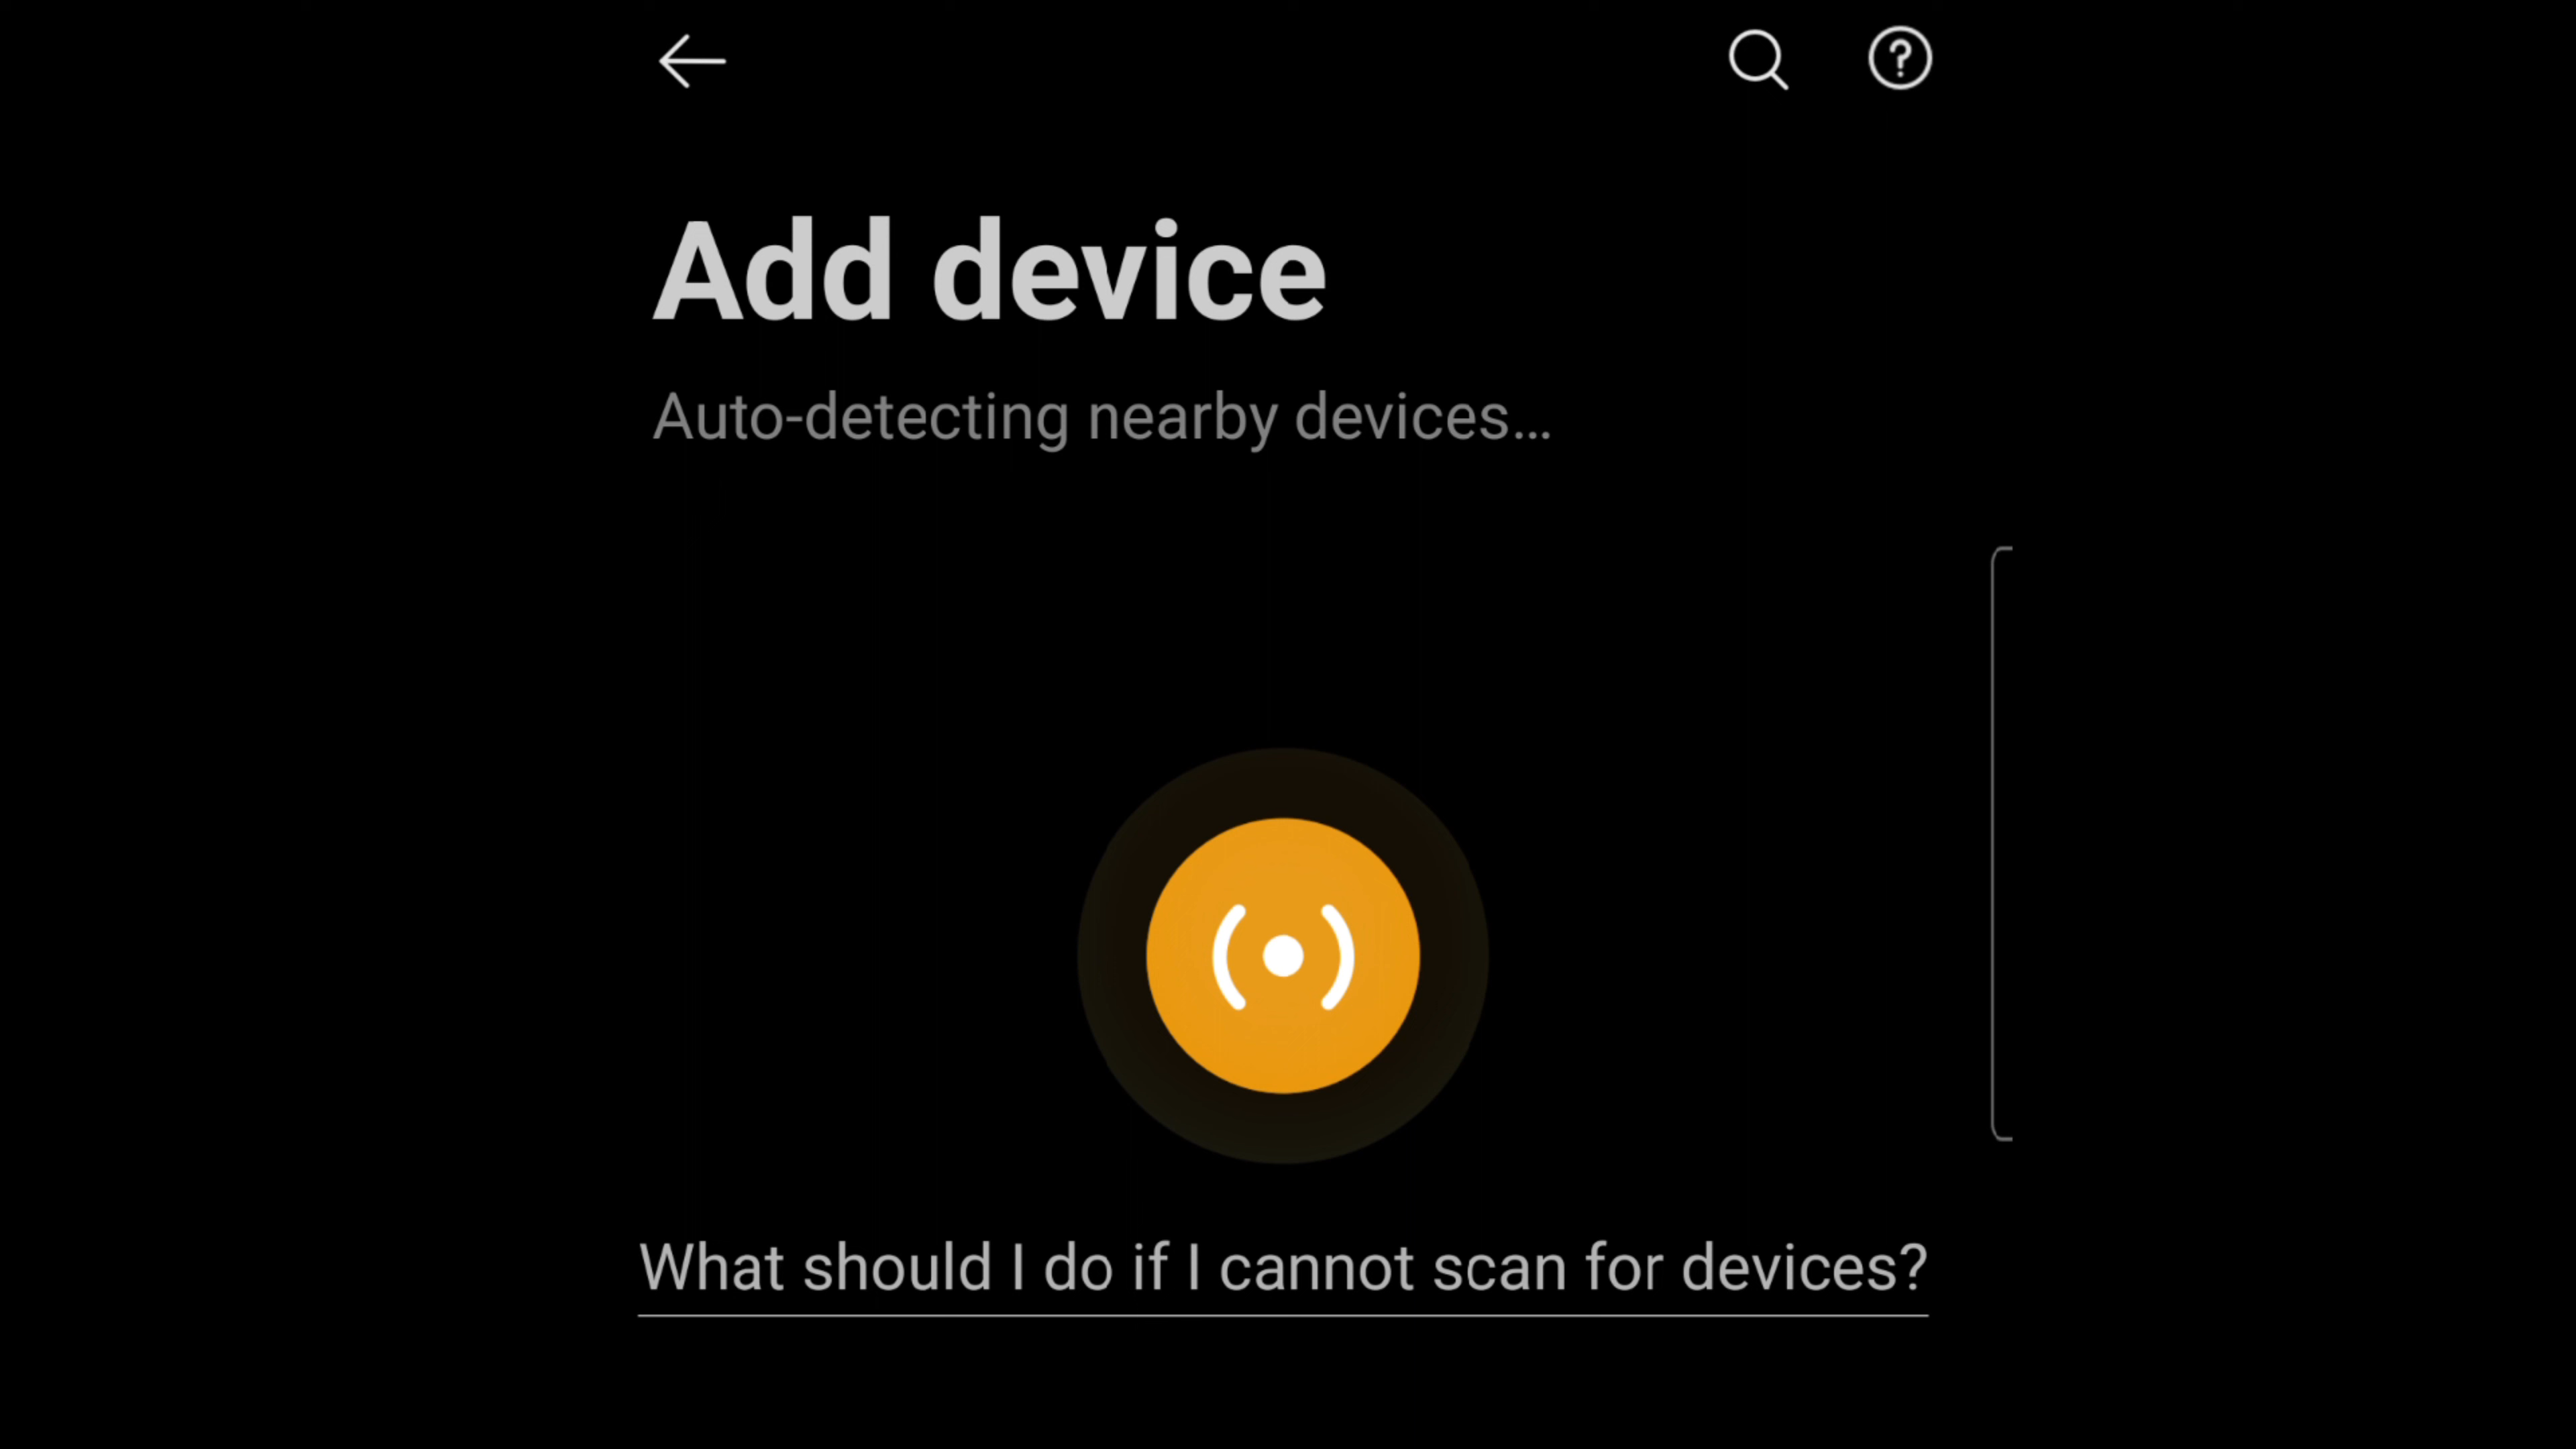 Add device
Auto-detecting nearby devices...
What should I do if I cannot scan for devices?